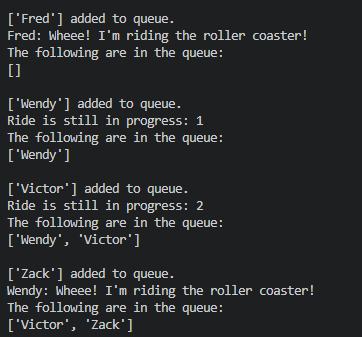 ['Fred'] added to queue.
Fred: Wheee! I'm riding the roller coaster!
The following are in the queue:
[]
['Wendy'] added to queue.
Ride is still in progress: 1
The following are in the queue:
['Wendy']
['Victor'] added to queue.
Ride is still in progress: 2
The following are in the queue:
['Wendy', 'Victor']
['Zack'] added to queue.
Wendy: Wheee! I'm riding the roller coaster!
The following are in the queue:
['Victor', 'Zack']